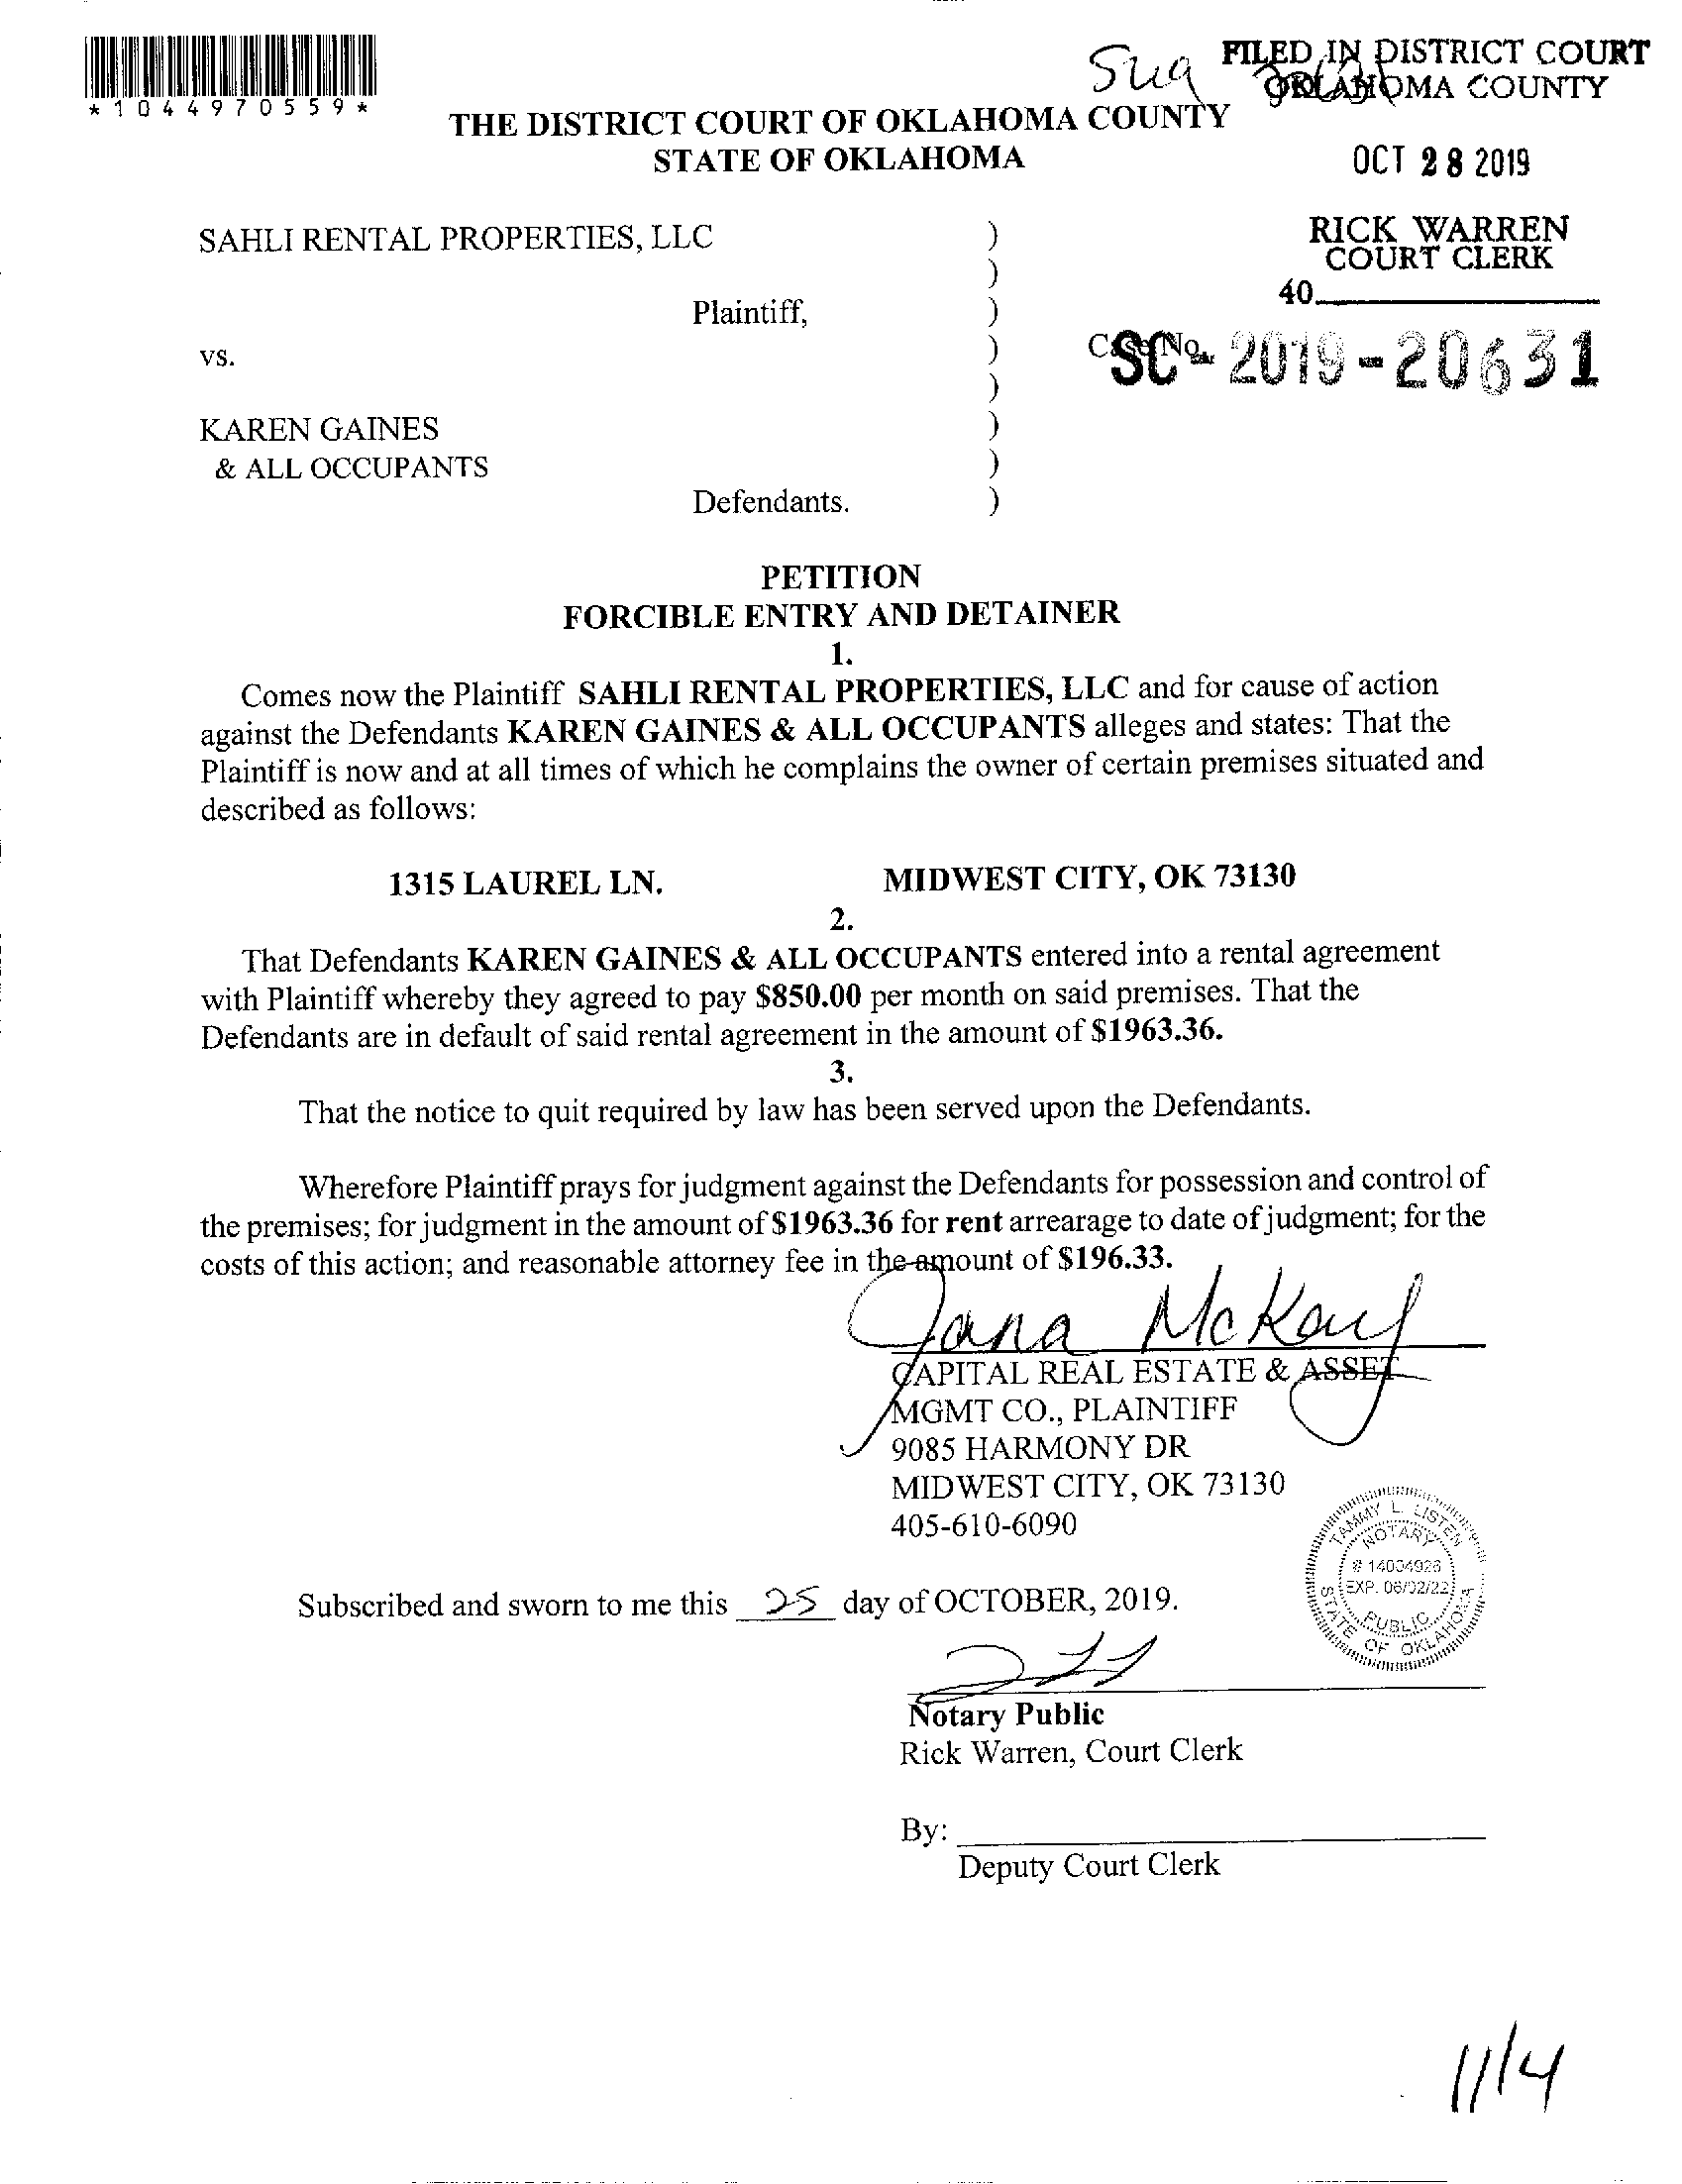 *1044970559*
FILED IN DISTRICT COURT
OKLAHOMA COUNTY
THE DISTRICT COURT OF OKLAHOMA COUNTY
STATE OF OKLAHOMA
OCT 28 2019
RICK WARREN
COURT CLERK
40
SAHLI RENTAL PROPERTIES, LLC )
)
Plaintiff, )
vs. ) Case No. SC-2019-20631
)
KAREN GAINES )
& ALL OCCUPANTS )
Defendants. )
PETITION
FORCIBLE ENTRY AND DETAINER
1.
Comes now the Plaintiff SAHLI RENTAL PROPERTIES, LLC and for cause of action
against the Defendants KAREN GAINES & ALL OCCUPANTS alleges and states: That the
Plaintiff is now and at all times of which he complains the owner of certain premises situated and
described as follows:
1315 LAUREL LN. MIDWEST CITY, OK 73130
2.
That Defendants KAREN GAINES & ALL OCCUPANTS entered into a rental agreement
with Plaintiff whereby they agreed to pay $850.00 per month on said premises. That the
Defendants are in default of said rental agreement in the amount of $1963.36.
3.
That the notice to quit required by law has been served upon the Defendants.
Wherefore Plaintiff prays for judgment against the Defendants for possession and control of
the premises; for judgment in the amount of $1963.36 for rent arrearage to date of judgment; for the
costs of this action; and reasonable attorney fee in the amount of $196.33.
Jana McKay
CAPITAL REAL ESTATE & ASSET
MGMT CO., PLAINTIFF
9085 HARMONY DR
MIDWEST CITY, OK 73130
405-610-6090
TAMMY L. LISTEN
NOTARY
# 14004926
EXP. 06/02/22
PUBLIC
STATE OF OKLAHOMA
Subscribed and sworn to me this 25 day of OCTOBER, 2019.
Notary Public
Rick Warren, Court Clerk
By:
Deputy Court Clerk
11/4